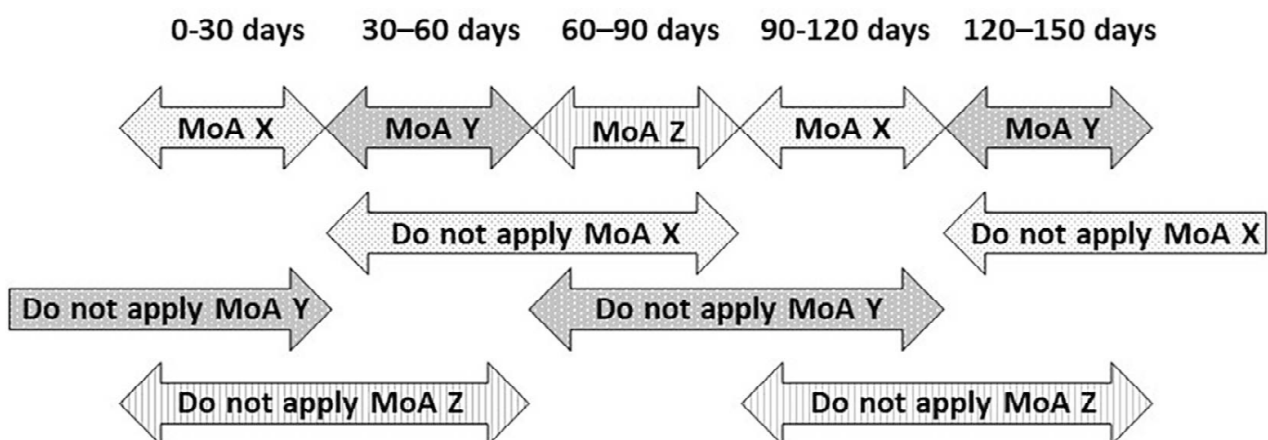 0-30 days 30–60 days 60–90 days 90-120 days 120–150 days
MoA X MoA Y MoA Z MoA X MoA Y
Do not apply MoA X Do not apply MoA X
Do not apply MoA Y Do not apply MoA Y
Do not apply MoA Z Do not apply MoA Z